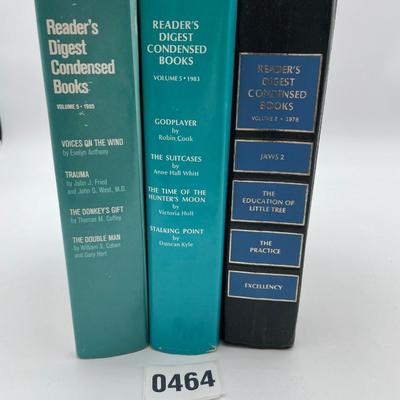 Reader's
Digest
Condensed
Books
VOLUME 5 • 1985
VOICES ON THE WIND
by Evelyn Anthony
TRAUMA
by John J. Fried
and John G. West, M.D.
THE DONKEY'S GIFT
by Thomas M. Coffey
THE DOUBLE MAN
by William S. Cohen
and Gary Hart
READER'S
DIGEST
CONDENSED
BOOKS
VOLUME 5 • 1983
GODPLAYER
by
Robin Cook
THE SUITCASES
by
Anne Hall Whitt
THE TIME OF THE
HUNTER'S MOON
by
Victoria Holt
STALKING POINT
by
Duncan Kyle
READER'S
DIGEST
CONDENSED
BOOKS
VOLUME • 1978
JAWS 2
THE
EDUCATION OF
LITTLE TREE
THE
PRACTICE
EXCELLENCY
0464